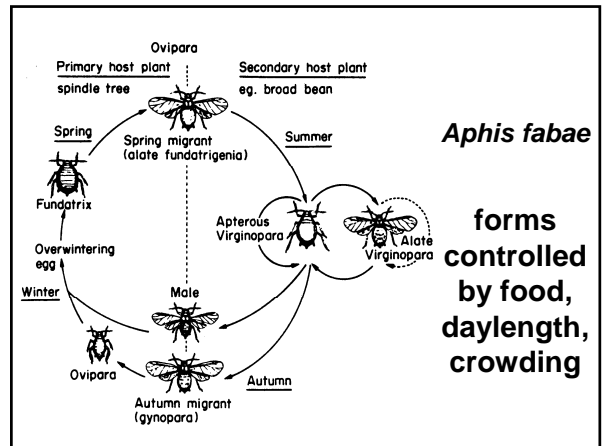 Ovipara
Primary host plant
spindle tree
Secondary host plant
eg. broad bean
Spring
Spring migrant
(alate fundatrigenia)
Summer
Fundatrix
Apterous
Virginopara
Alate
Virginopara
Overwintering
egg
Winter
Male
Ovipara
Autumn migrant
(gynopara)
Autumn
Aphis fabae
forms
controlled
by food,
daylength,
crowding